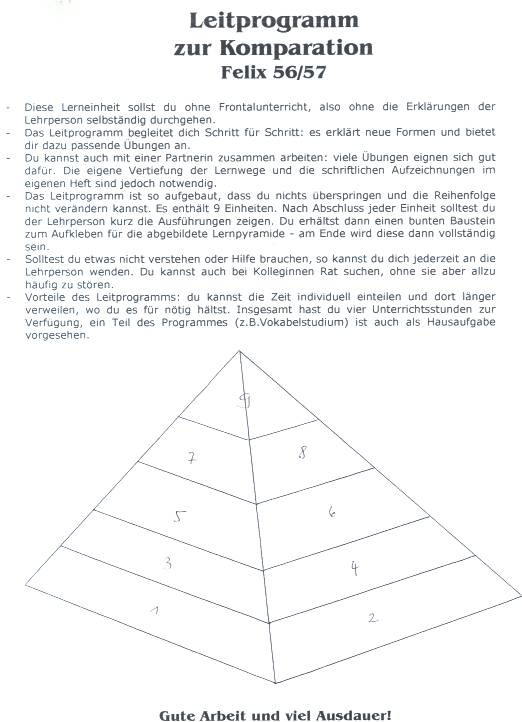 Leitprogramm
zur Komparation
Felix 56/57
- Diese Lerneinheit sollst du ohne Frontalunterricht, also ohne die Erklärungen der
Lehrperson selbständig durchgehen.
- Das Leitprogramm begleitet dich Schritt für Schritt: es erklärt neue Formen und bietet
dir dazu passende Übungen an.
- Du kannst auch mit einer Partnerin zusammen arbeiten: viele Übungen eignen sich gut
dafür. Die eigene Vertiefung der Lernwege und die schriftlichen Aufzeichnungen im
eigenen Heft sind jedoch notwendig.
- Das Leitprogramm ist so aufgebaut, dass du nichts überspringen und die Reihenfolge
nicht verändern kannst. Es enthält 9 Einheiten. Nach Abschluss jeder Einheit solltest du
der Lehrperson kurz die Ausführungen zeigen. Du erhältst dann einen bunten Baustein
zum Aufkleben für die abgebildete Lernpyramide - am Ende wird diese dann vollständig
sein.
- Solltest du etwas nicht verstehen oder Hilfe brauchen, so kannst du dich jederzeit an die
Lehrperson wenden. Du kannst auch bei Kolleginnen Rat suchen, ohne sie aber allzu
häufig zu stören.
- Vorteile des Leitprogramms: du kannst die Zeit individuell einteilen und dort länger
verweilen, wo du es für nötig hältst. Insgesamt hast du vier Unterrichtsstunden zur
Verfügung, ein Teil des Programmes (z.B.Vokabelstudium) ist auch als Hausaufgabe
vorgesehen.
9
7 8
5 6
3 4
1 2
Gute Arbeit und viel Ausdauer!